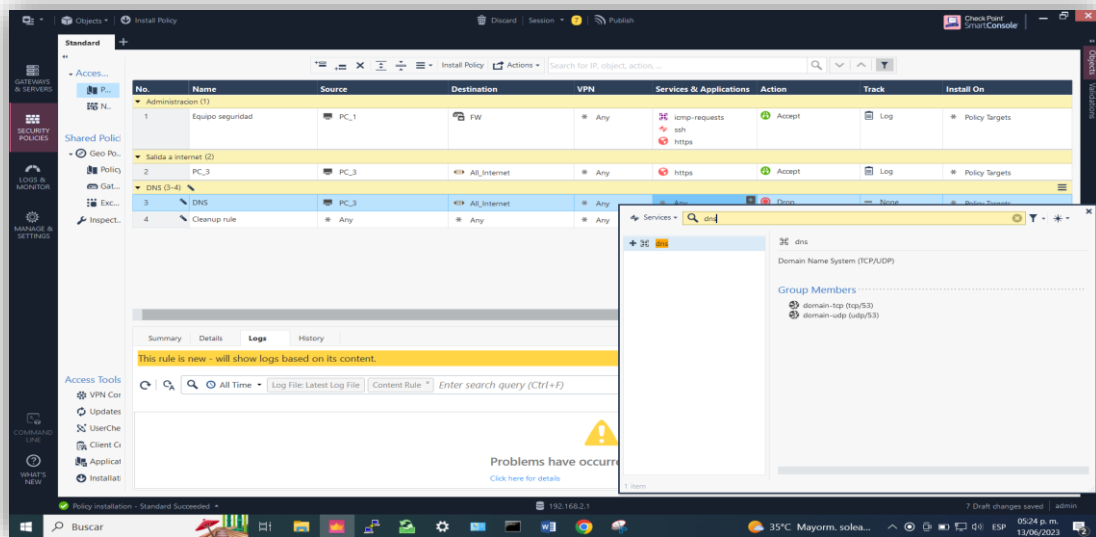 Objects
Install Policy
Discard
Session
7
Publish
Check Point
SmartConsole
Standard
+
GATEWAYS
& SERVERS
SECURITY
POLICIES
LOGS &
MONITOR
MANAGE &
SETTINGS
COMMAND
LINE
WHAT'S
NEW
Acces...
P...
N...
Shared Polici
Geo Po...
Policy
Gat...
Exc...
Inspect...
Access Tools
VPN Cor
Updates
UserChe
Client Ce
Applicat
Installati
Install Policy
Actions
Search for IP, object, action, ...
No.
Name
Source
Destination
VPN
Services & Applications
Action
Track
Install On
Administracion (1)
1
Equipo seguridad
PC_1
FW
Any
icmp-requests
ssh
https
Accept
Log
Policy Targets
Salida a internet (2)
2
PC_3
PC_3
All_Internet
Any
https
Accept
Log
Policy Targets
DNS (3-4)
3
DNS
PC_3
All_Internet
Any
Any
Drop
None
Policy Targets
4
Cleanup rule
Any
Any
Any
Services
dns
dns
dns
Domain Name System (TCP/UDP)
Group Members
domain-tcp (tcp/53)
domain-udp (udp/53)
1 item
Summary
Details
Logs
History
This rule is new - will show logs based on its content.
All Time
Log File: Latest Log File
Content Rule
Enter search query (Ctrl+F)
Problems have occurre
Click here for details
Objects
Validations
Policy installation - Standard Succeeded
192.168.2.1
7 Draft changes saved
admin
Buscar
35°C Mayorm. solea...
ESP
05:24 p. m.
13/06/2023
2